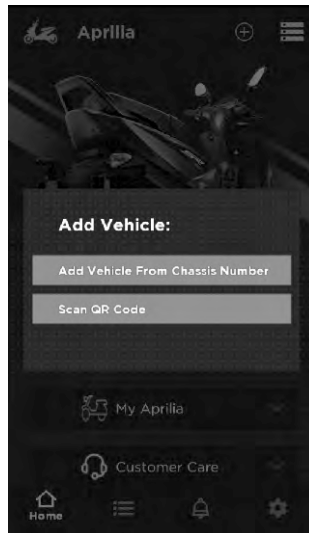 Aprilia
Add Vehicle:
Add Vehicle From Chassis Number
Scan QR Code
My Aprilia
Customer Care
Home